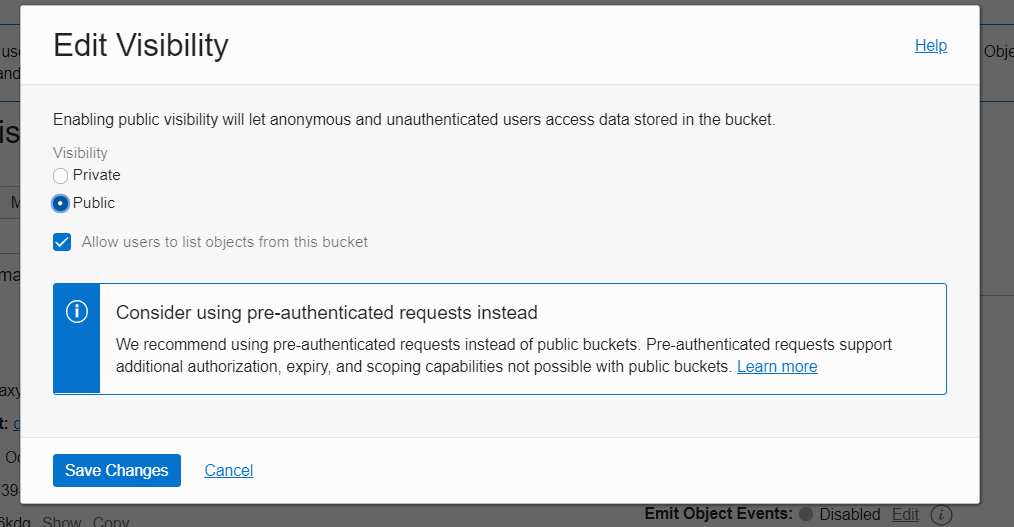 Edit Visibility
Help
Enabling public visibility will let anonymous and unauthenticated users access data stored in the bucket.
Visibility
Private
Public
Allow users to list objects from this bucket
Consider using pre-authenticated requests instead
We recommend using pre-authenticated requests instead of public buckets. Pre-authenticated requests support
additional authorization, expiry, and scoping capabilities not possible with public buckets. Learn more
Save Changes
Cancel
Emit Object Events: Disabled Edit
Show Copy